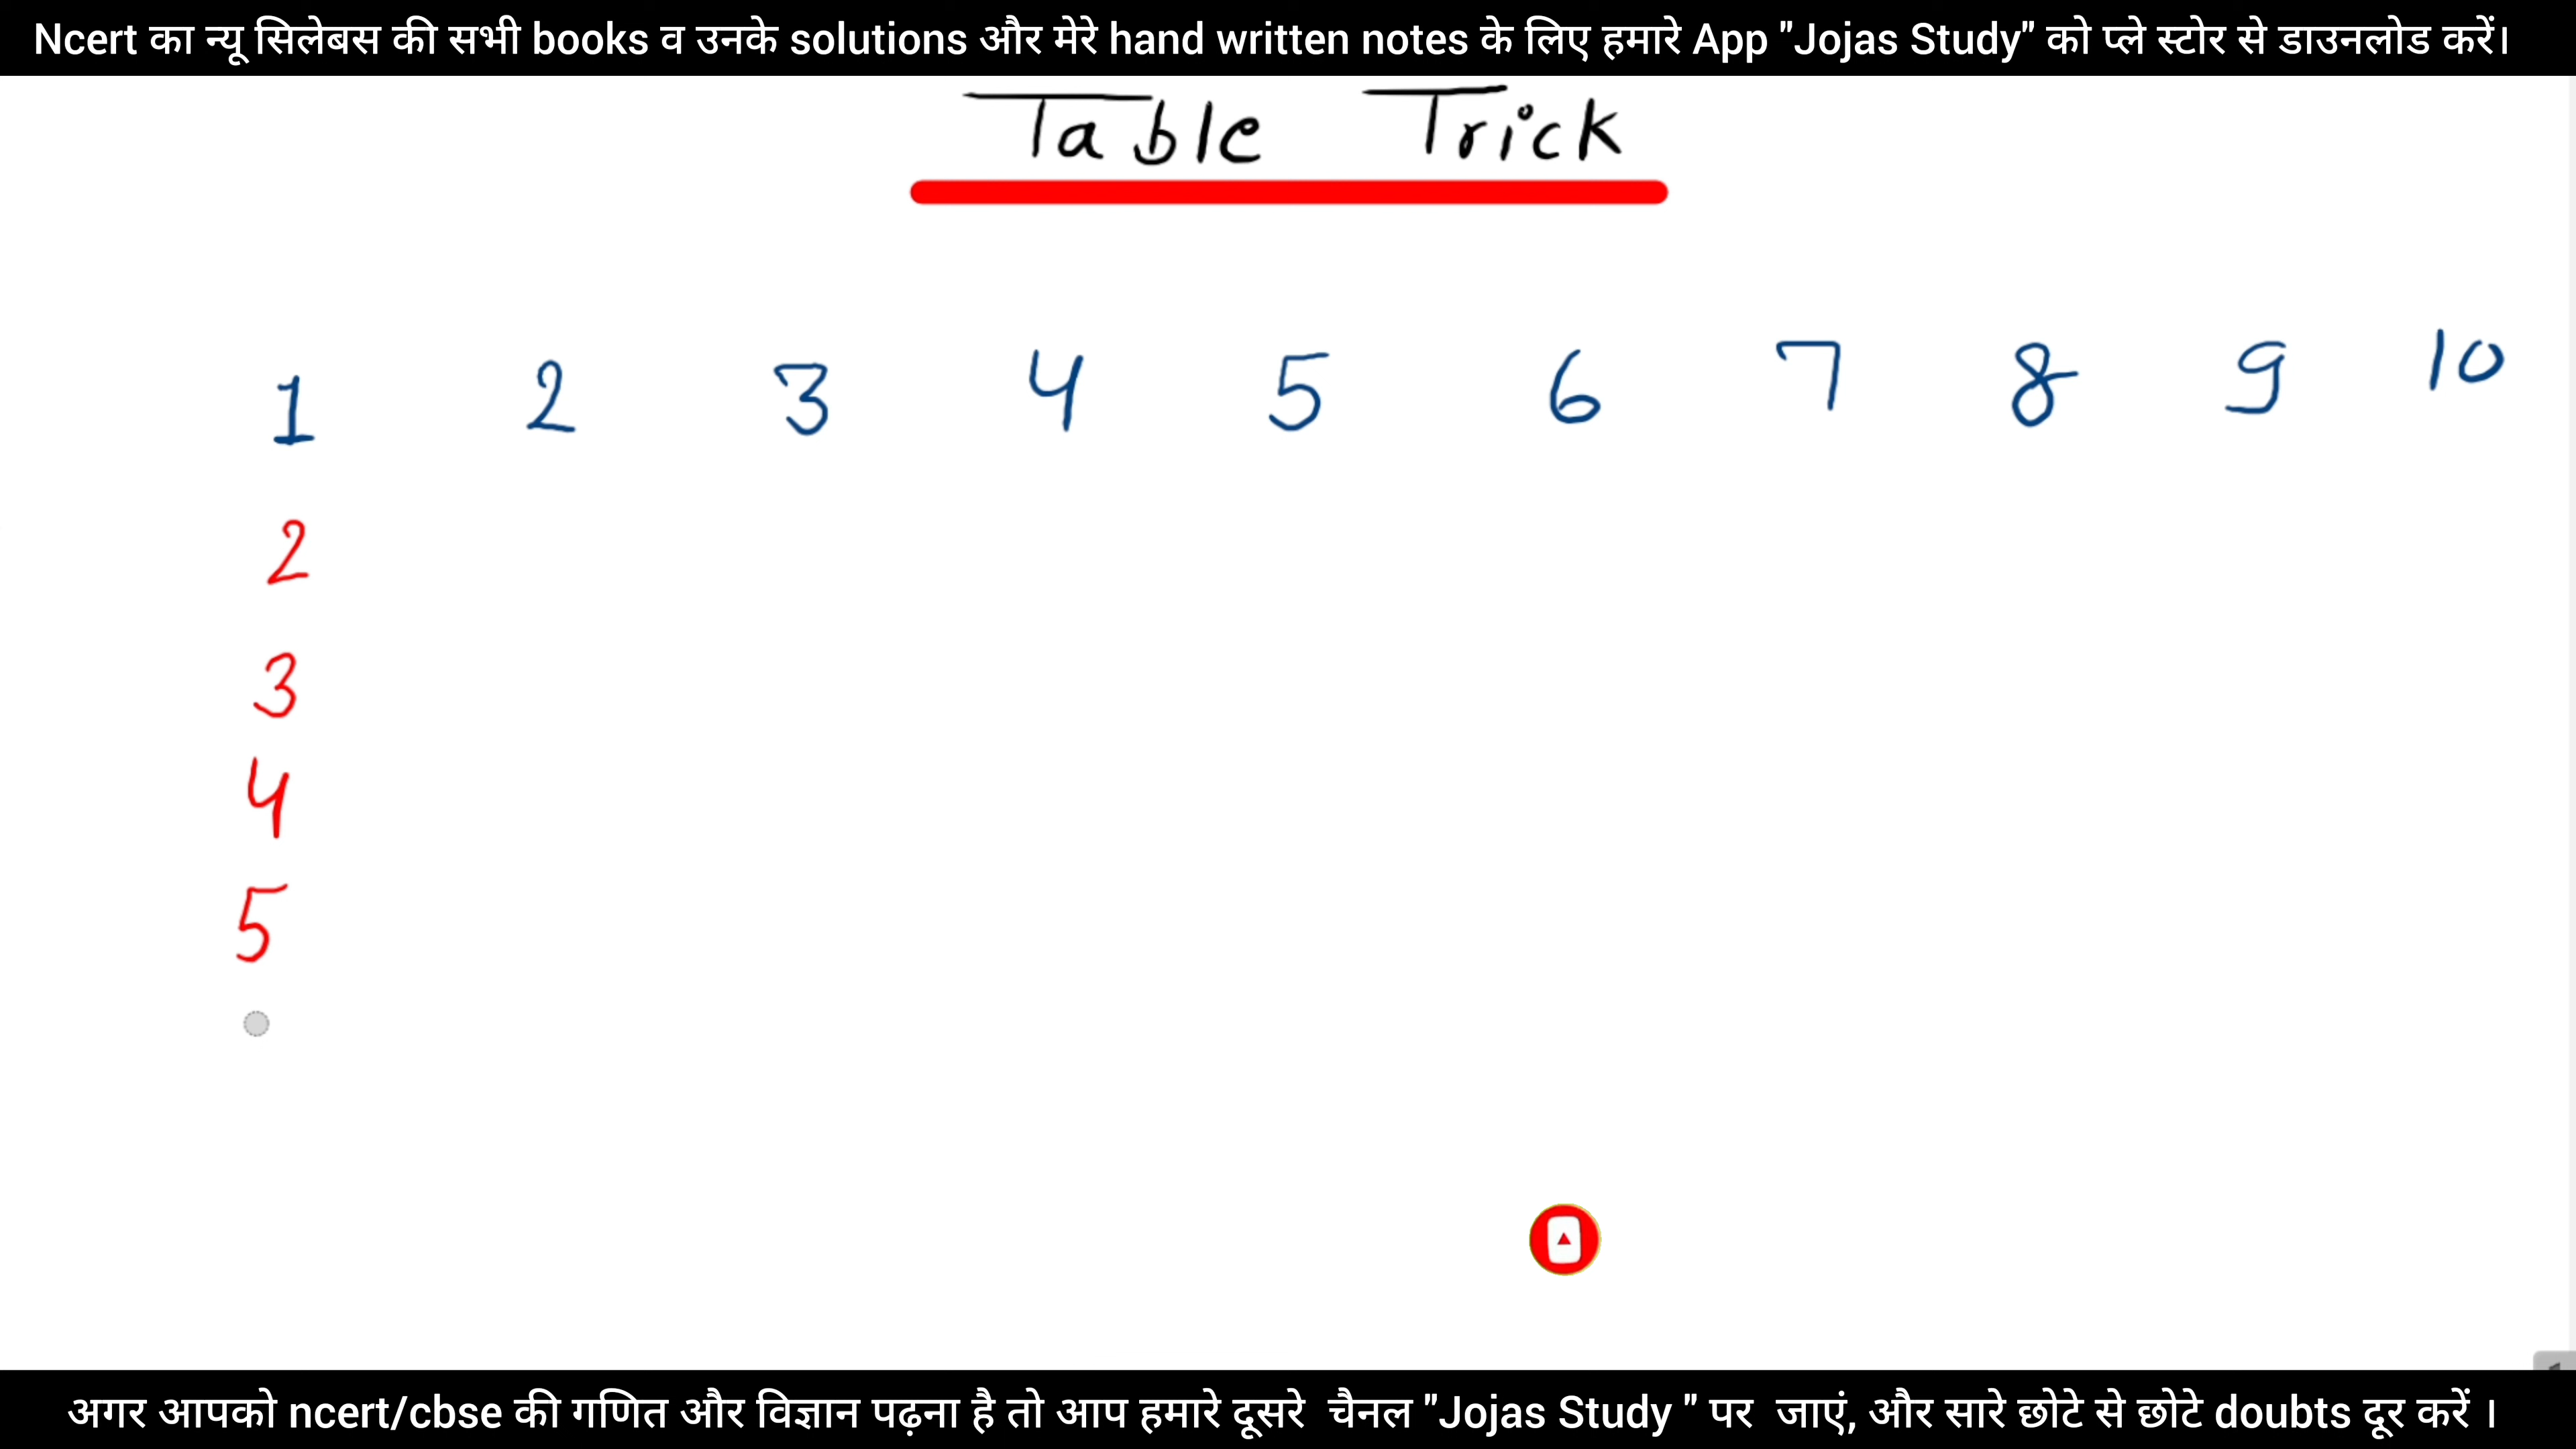 Ncert का न्यू सिलेबस की सभी books व उनके solutions और मेरे hand written notes के लिए हमारे App "Jojas Study" को प्ले स्टोर से डाउनलोड करें।
Table Trick
1 2 3 4 5 6 7 8 9 10
2
3
4
5
अगर आपको ncert/cbse की गणित और विज्ञान पढ़ना है तो आप हमारे दूसरे चैनल "Jojas Study " पर जाएं, और सारे छोटे से छोटे doubts दूर करें ।